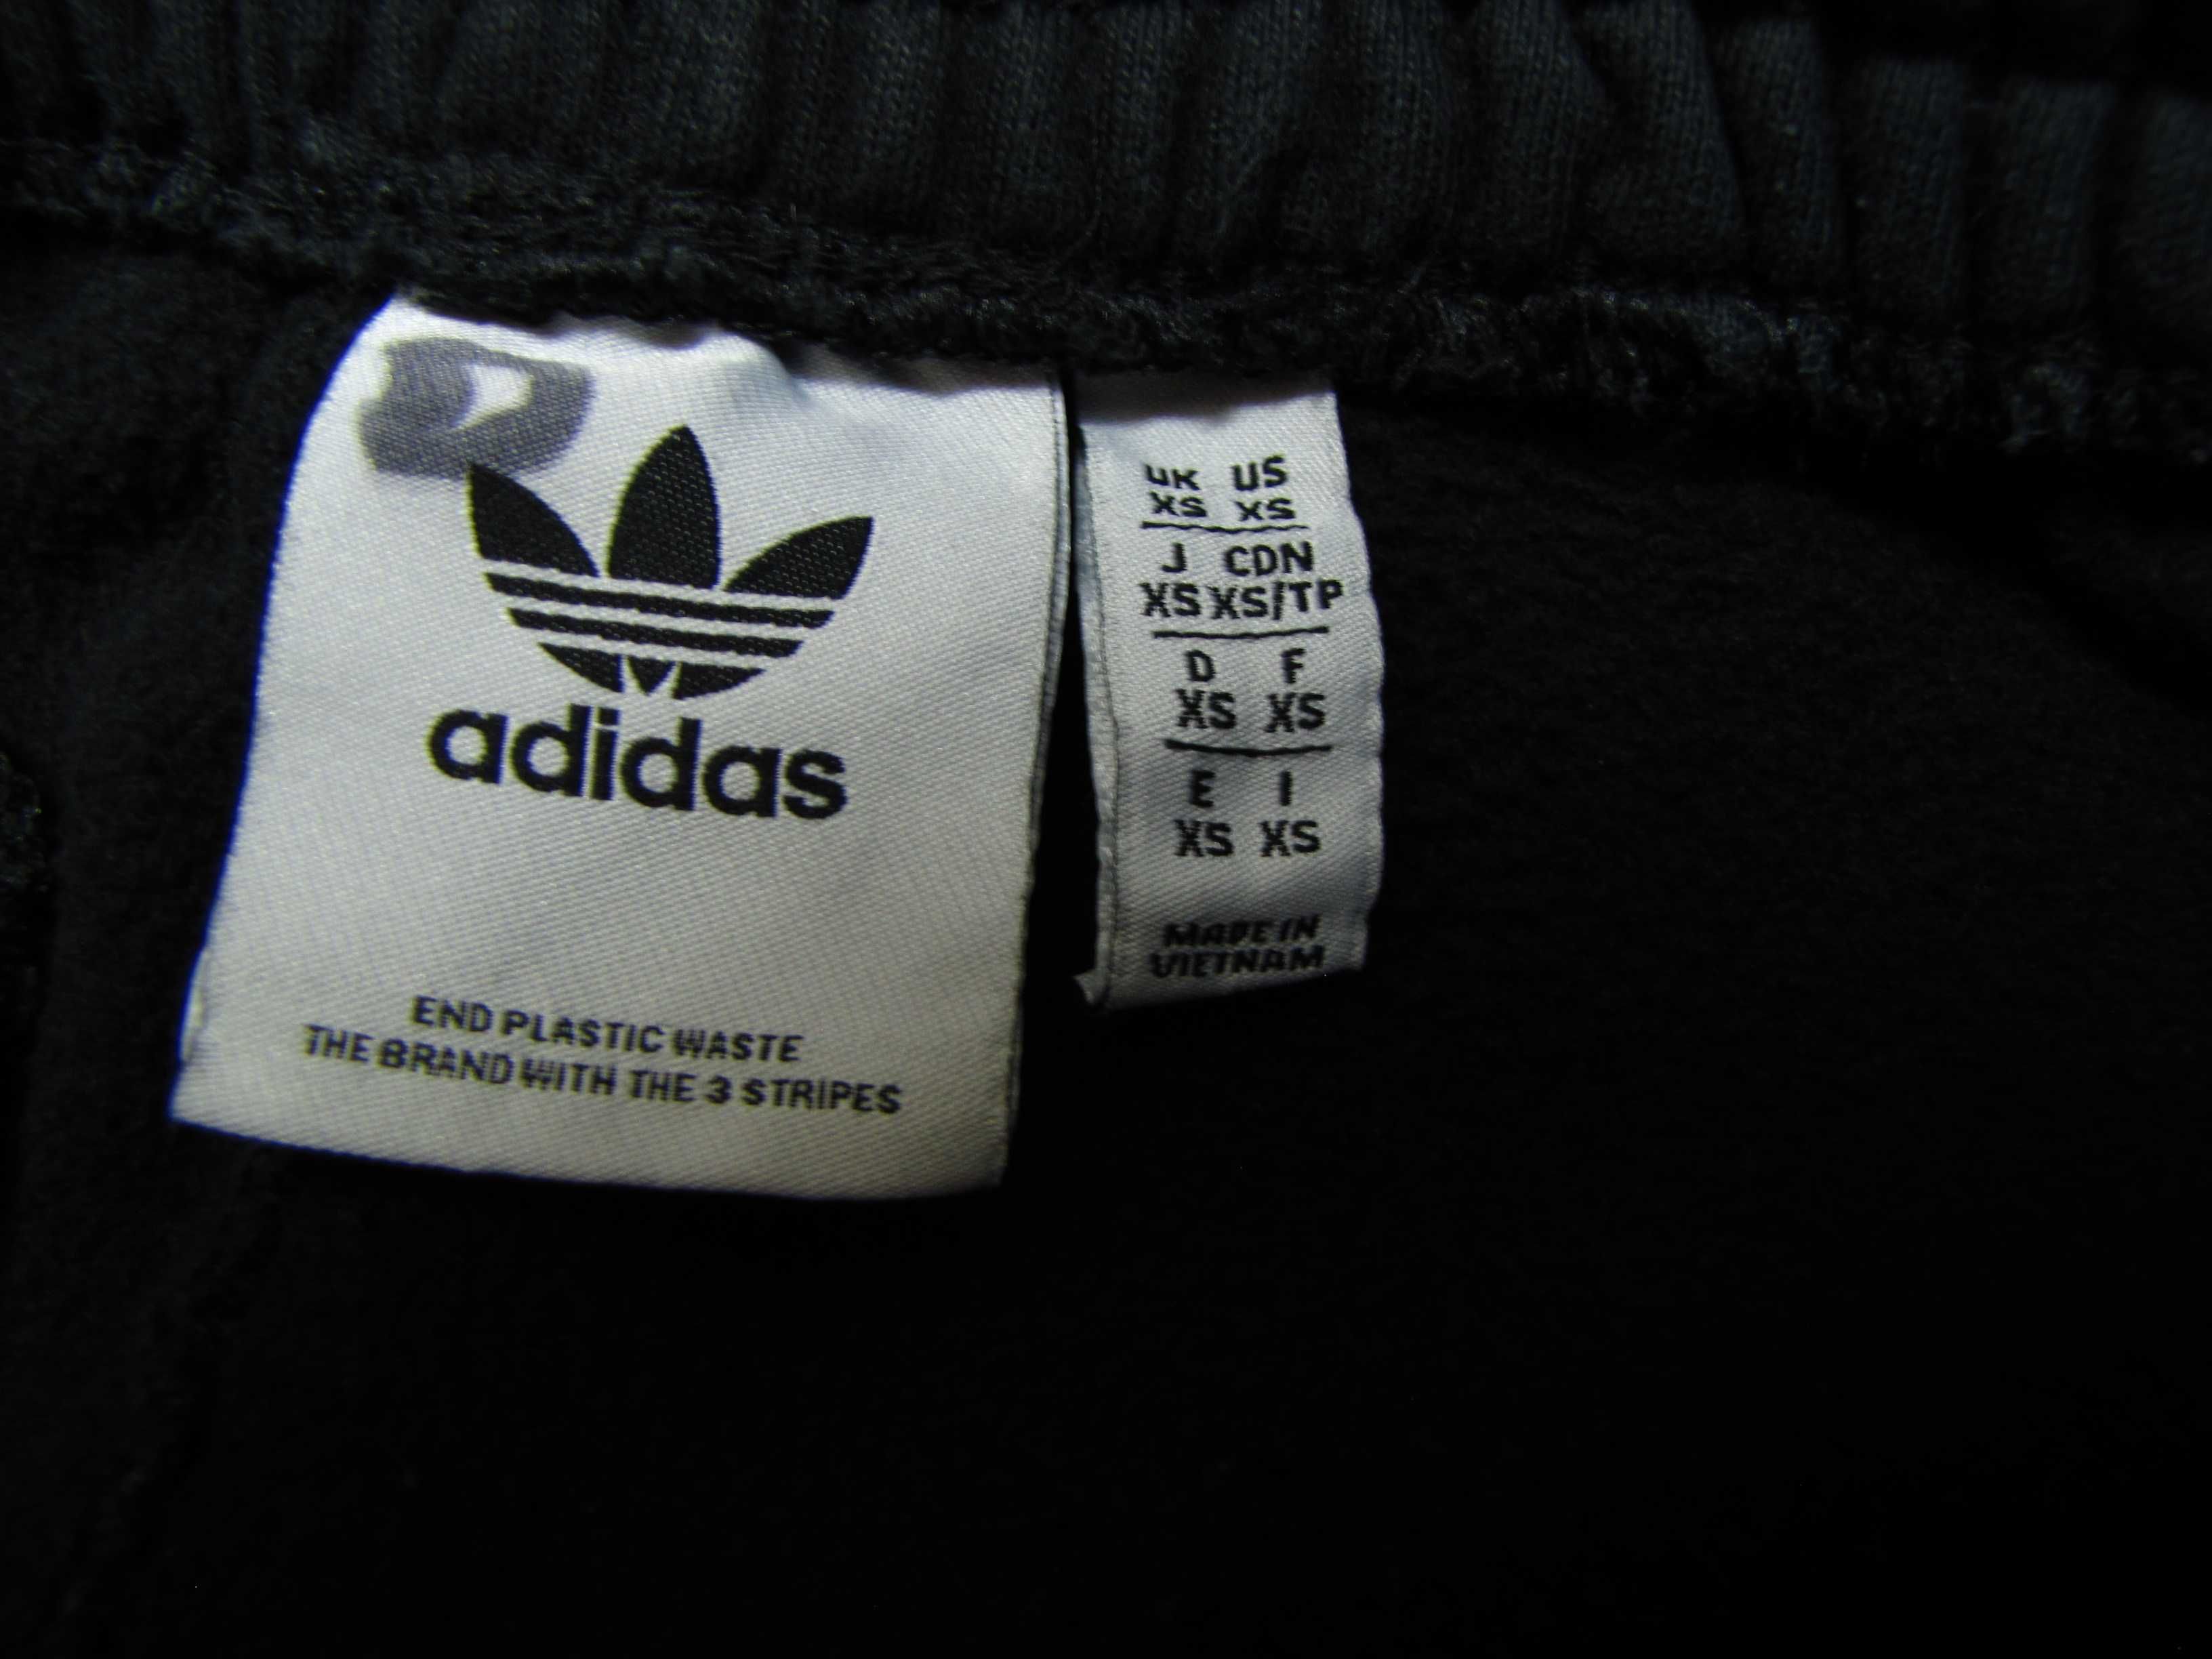 adidas
END PLASTIC WASTE
THE BRAND WITH THE 3 STRIPES
UK US
XS XS
J CDN
XS XS/TP
D F
XS XS
E I
XS XS
MADE IN
VIETNAM